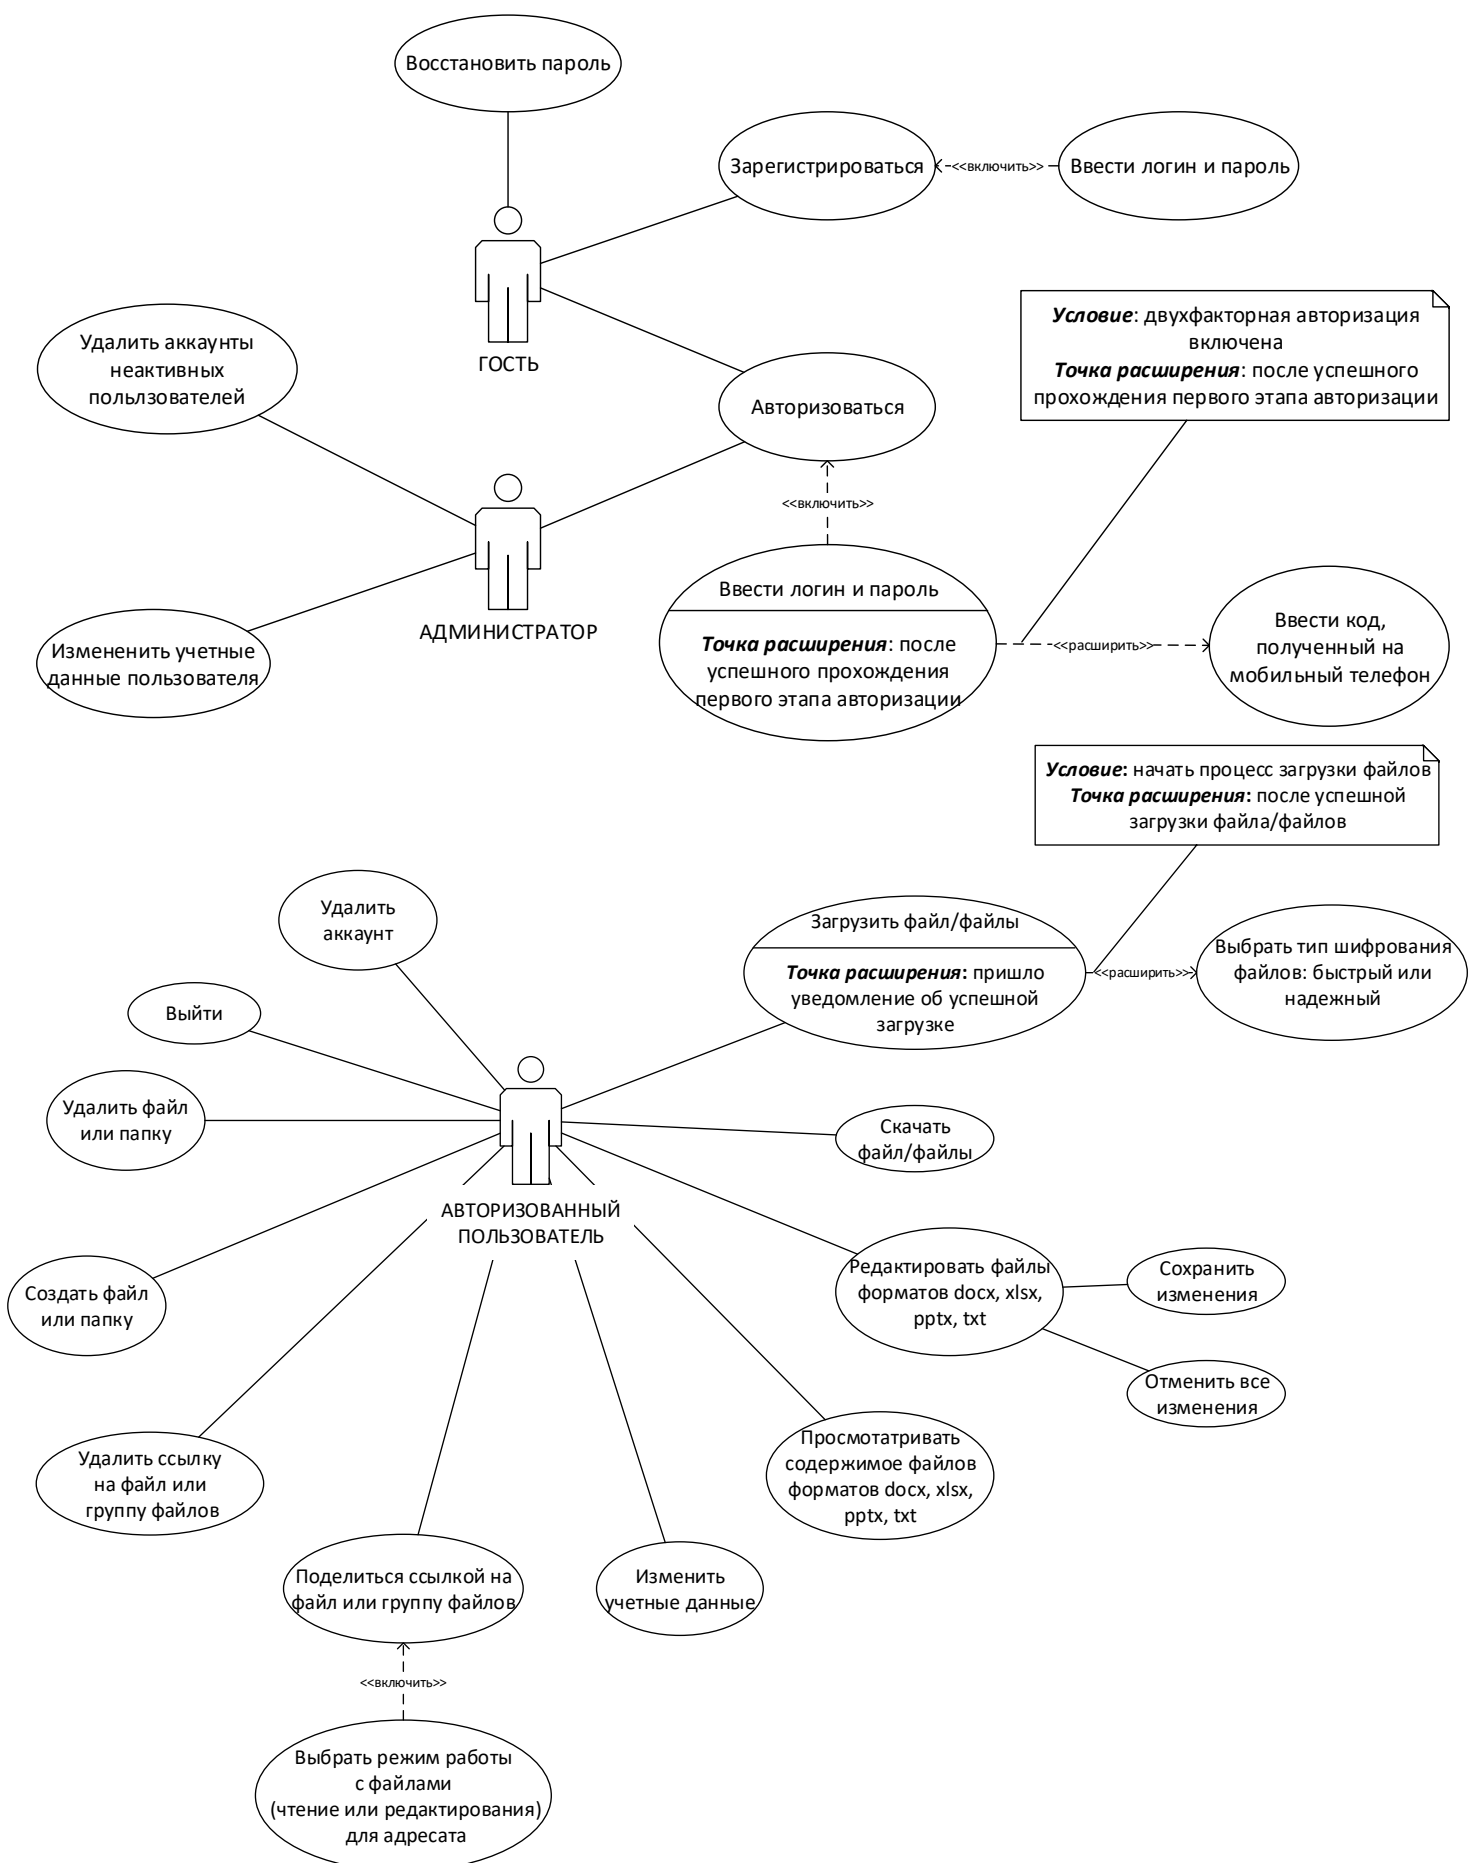 Восстановить пароль
Зарегистрироваться
<<включить>>
Ввести логин и пароль
ГОСТЬ
Условие: двухфакторная авторизация
включена
Точка расширения: после успешного
прохождения первого этапа авторизации
Удалить аккаунты
неактивных
польлзователей
Авторизоваться
<<включить>>
АДМИНИСТРАТОР
Измененить учетные
данные пользователя
Ввести логин и пароль
Точка расширения: после
успешного прохождения
первого этапа авторизации
<<расширить>>
Ввести код,
полученный на
мобильный телефон
Условие: начать процесс загрузки файлов
Точка расширения: после успешной
загрузки файла/файлов
Удалить
аккаунт
Загрузить файл/файлы
Точка расширения: пришло
уведомление об успешной
загрузке
<<расширить>>
Выбрать тип шифрования
файлов: быстрый или
надежный
Выйти
Удалить файл
или папку
Скачать
файл/файлы
АВТОРИЗОВАННЫЙ
ПОЛЬЗОВАТЕЛЬ
Создать файл
или папку
Редактировать файлы
форматов docx, xlsx,
pptx, txt
Сохранить
изменения
Отменить все
изменения
Удалить ссылку
на файл или
группу файлов
Просмотатривать
содержимое файлов
форматов docx, xlsx,
pptx, txt
Поделиться ссылкой на
файл или группу файлов
Изменить
учетные данные
<<включить>>
Выбрать режим работы
с файлами
(чтение или редактирования)
для адресата